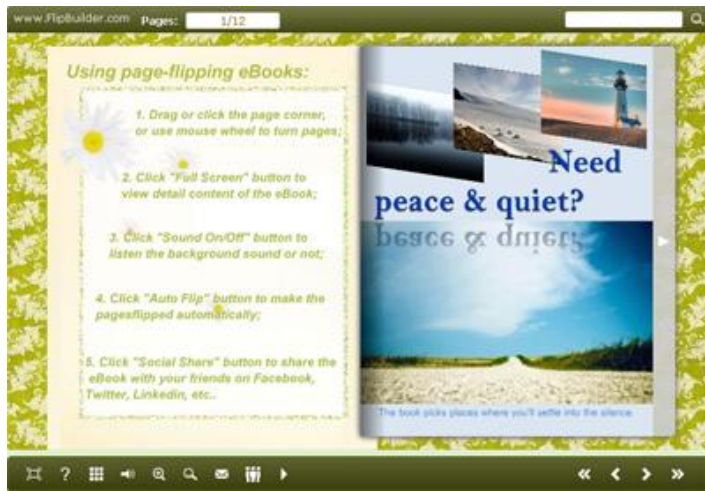 www.FlipBuilder.com Pages: 1/12
Using page-flipping eBooks:
1. Drag or click the page corner,
or use mouse wheel to turn pages;
2. Click "Full Screen" button to
view detail content of the eBook;
3. Click "Sound On/Off" button to
listen the background sound or not;
4. Click "Auto Flip" button to make the
pagesflipped automatically;
5. Click "Social Share" button to share the
eBook with your friends on Facebook,
Twitter, Linkedin, etc..
Need
peace & quiet?
peace & quiet?
The book picks places where you'll settle into the silence.